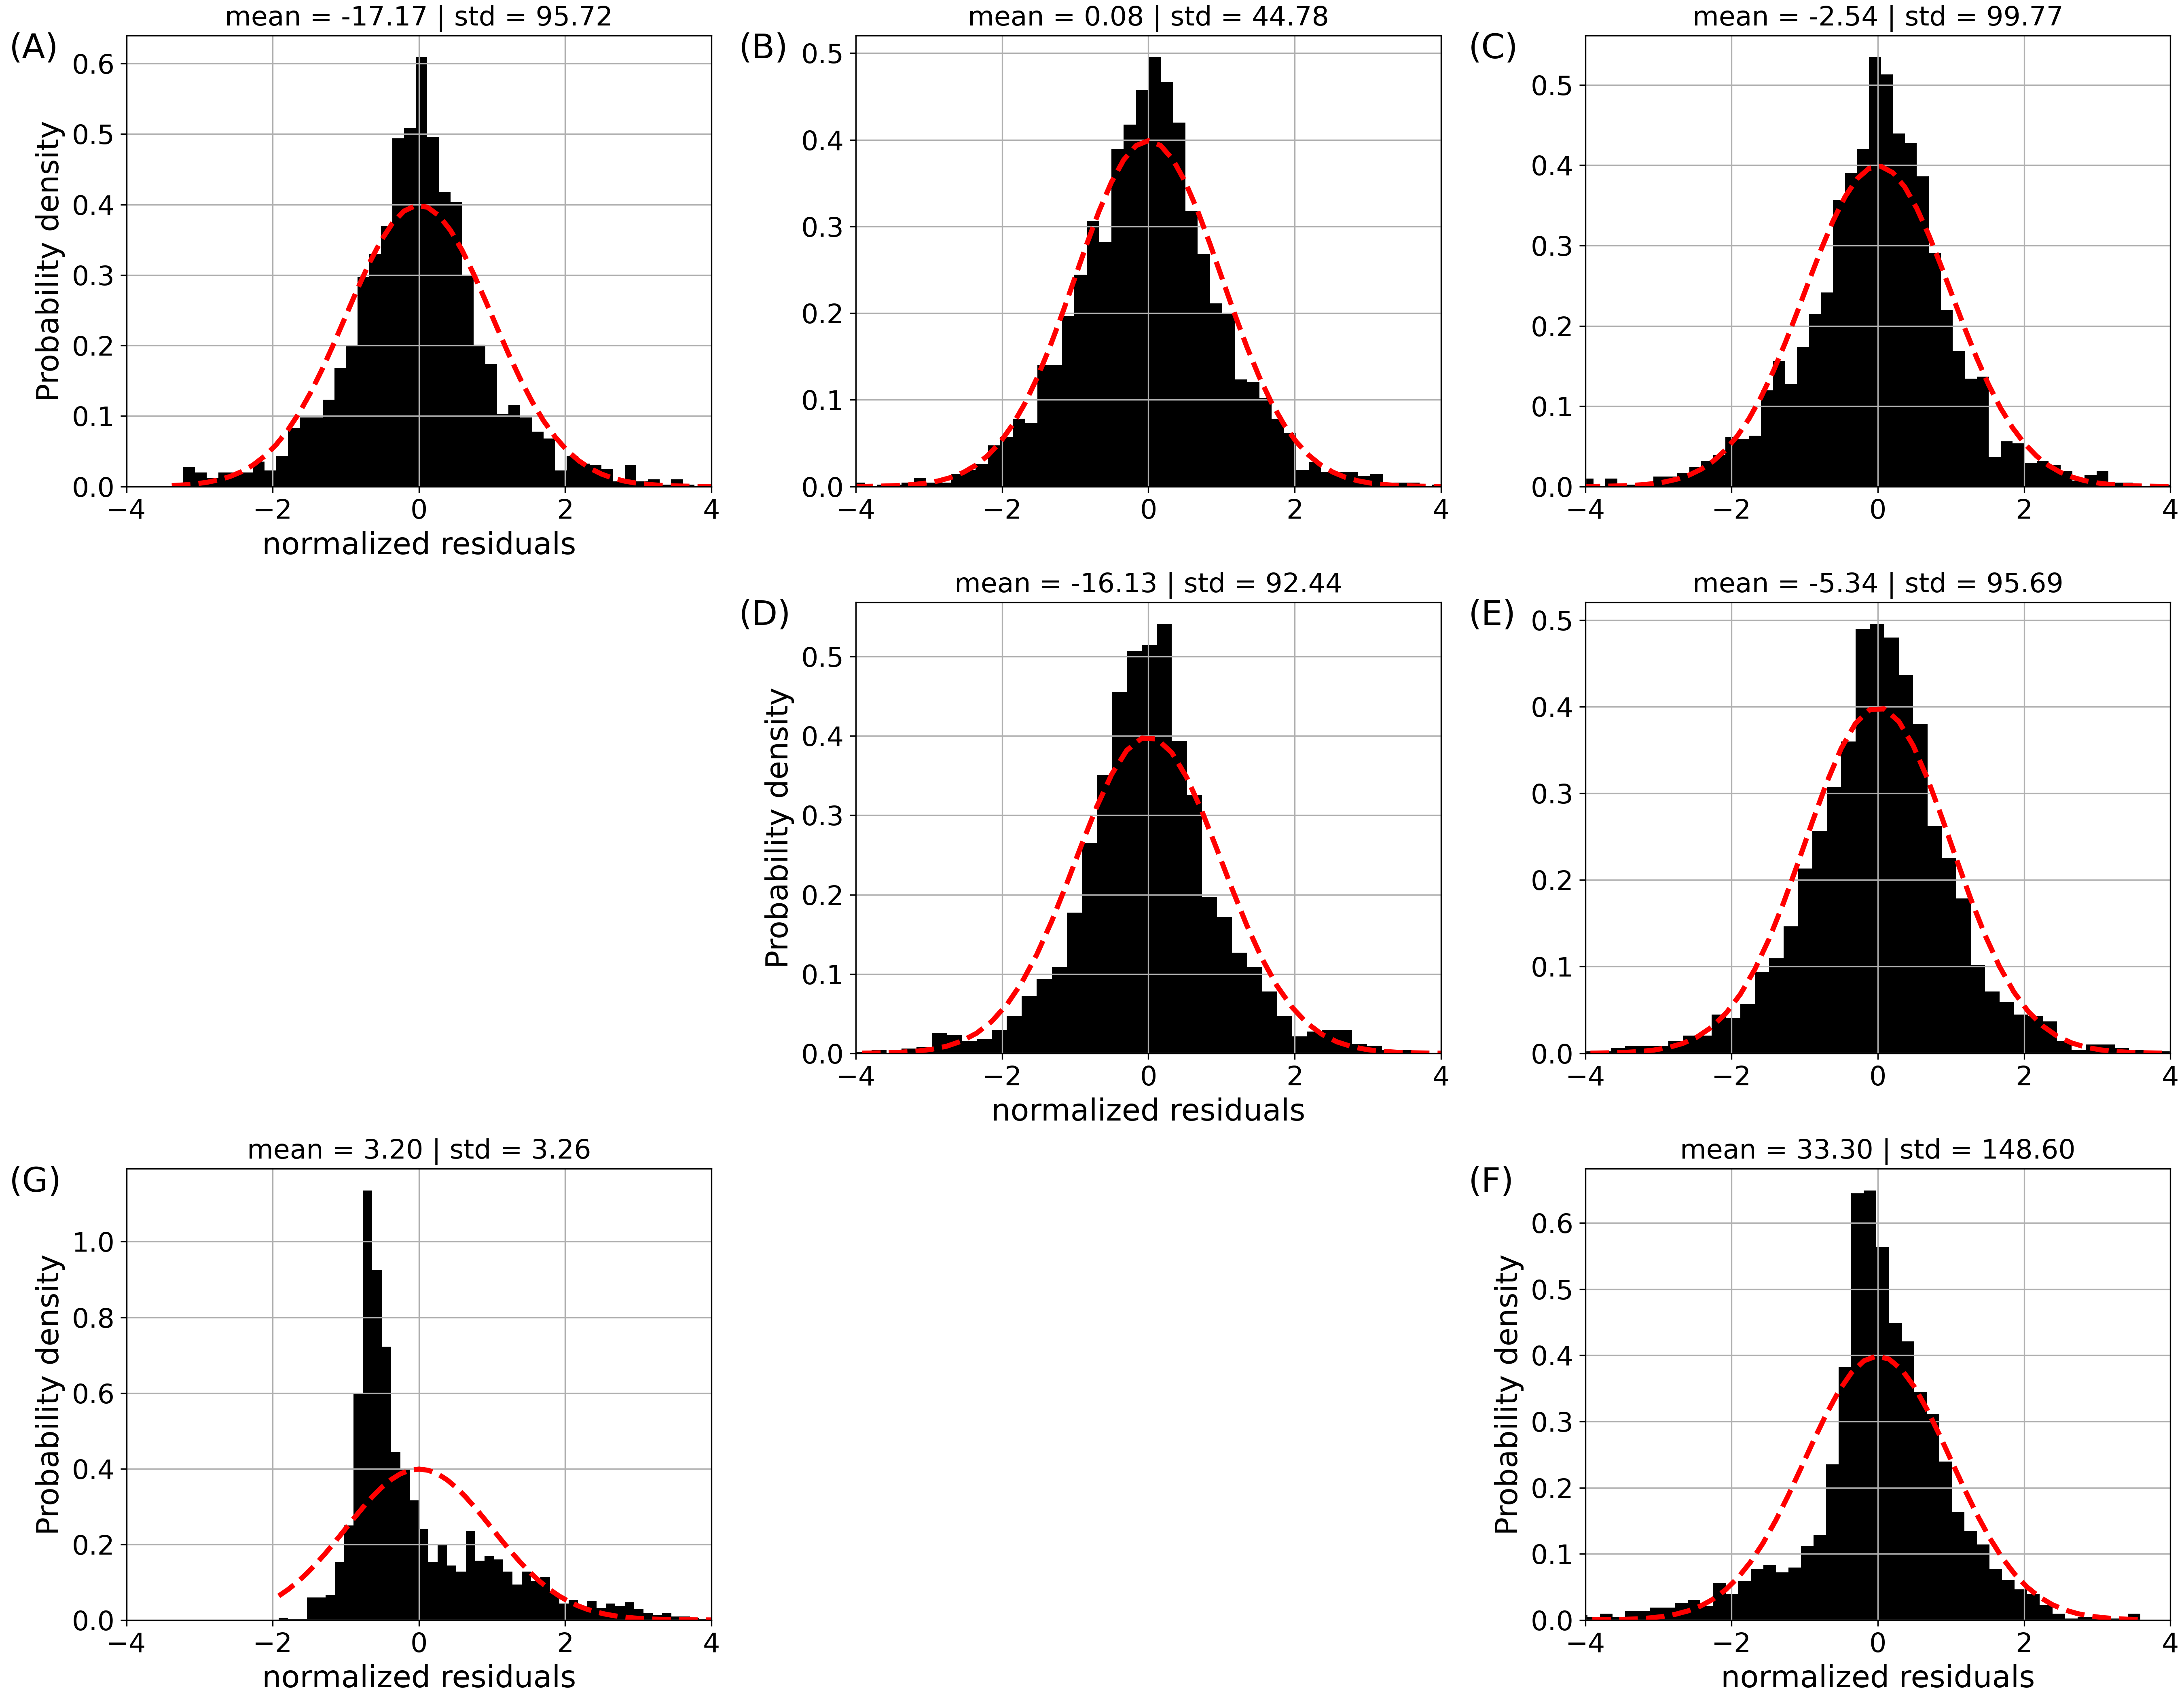 (A)
mean = -17.17 | std = 95.72
Probability density
0.6
0.5
0.4
0.3
0.2
0.1
0.0
−4 −2 0 2 4
normalized residuals
(B)
mean = 0.08 | std = 44.78
0.5
0.4
0.3
0.2
0.1
0.0
−4 −2 0 2 4
(C)
mean = -2.54 | std = 99.77
0.5
0.4
0.3
0.2
0.1
0.0
−4 −2 0 2 4
(D)
mean = -16.13 | std = 92.44
Probability density
0.5
0.4
0.3
0.2
0.1
0.0
−4 −2 0 2 4
normalized residuals
(E)
mean = -5.34 | std = 95.69
0.5
0.4
0.3
0.2
0.1
0.0
−4 −2 0 2 4
(G)
mean = 3.20 | std = 3.26
Probability density
1.0
0.8
0.6
0.4
0.2
0.0
−4 −2 0 2 4
normalized residuals
(F)
mean = 33.30 | std = 148.60
Probability density
0.6
0.5
0.4
0.3
0.2
0.1
0.0
−4 −2 0 2 4
normalized residuals